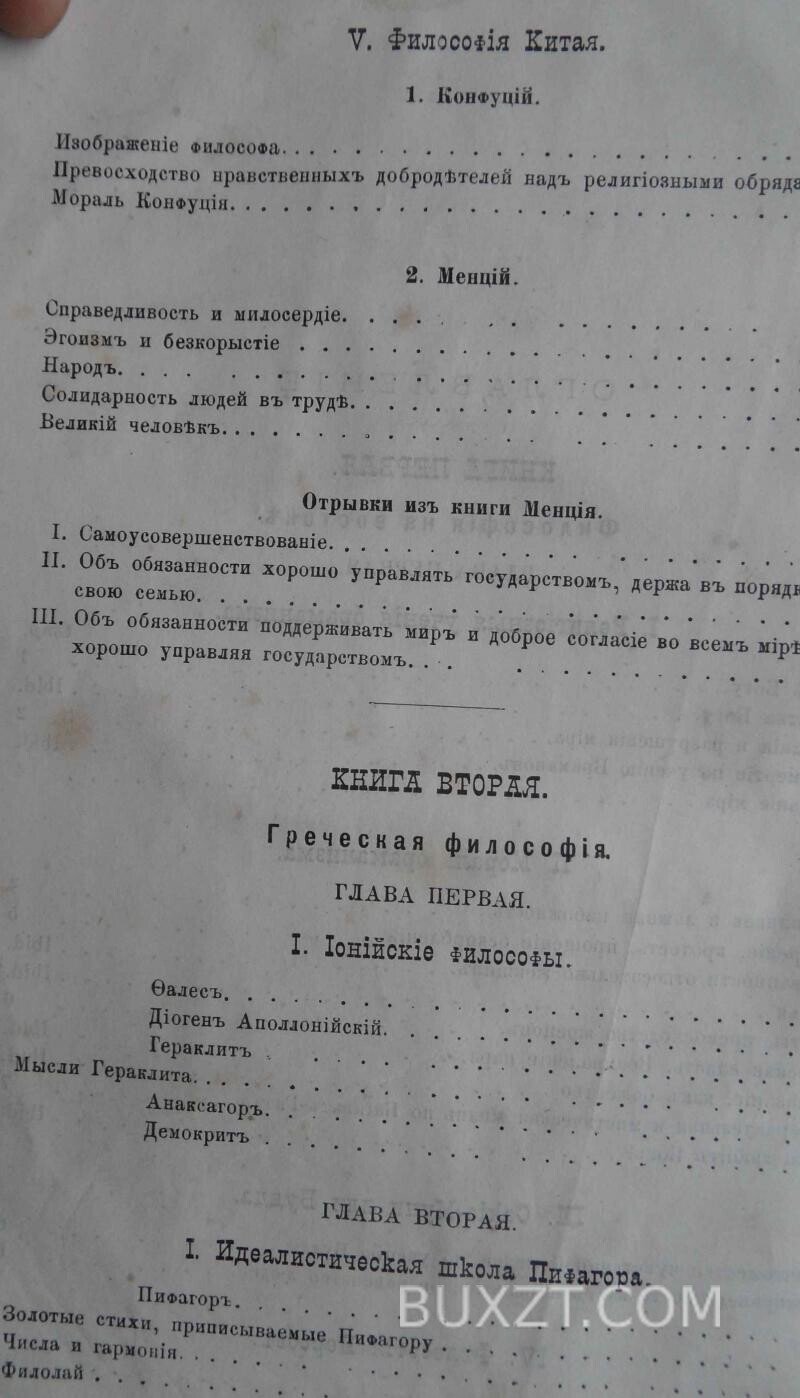 V. Философія Китая.
1. Конфуцій.
Изображеніе философа. . . . . . . . . . . . . . . . . . .
Превосходство нравственныхъ добродѣтелей надъ религіозными обряда
Мораль Конфуція. . . . . . . . . . . . . . . . . . . . .
2. Менцій.
Справедливость и милосердіе. . . . . . . . . . . . . . . .
Эгоизмъ и безкорыстіе . . . . . . . . . . . . . . . . . .
Народъ. . . . . . . . . . . . . . . . . . . . . . . . .
Солидарность людей въ трудѣ. . . . . . . . . . . . . . . .
Великій человѣкъ. . . . . . . . . . . . . . . . . . . . .
Отрывки изъ книги Менція.
I. Самоусовершенствованіе. . . . . . . . . . . . . . . . .
II. Объ обязанности хорошо управлять государствомъ, держа въ порядк
свою семью. . . . . . . . . . . . . . . . . . . . . . .
III. Объ обязанности поддерживать миръ и доброе согласіе во всемъ мірѣ
хорошо управляя государствомъ. . . . . . . . . . . . . . .
КНИГА ВТОРАЯ.
Греческая философія.
ГЛАВА ПЕРВАЯ.
I. Іонійскіе философы.
Ѳалесъ. . . . . . . . . . . . . . . . . . . . .
Діогенъ Аполлонійскій. . . . . . . . . . . . . . .
Гераклитъ . . . . . . . . . . . . . . . . . . .
Мысли Гераклита. . . . . . . . . . . . . . . . . . . . .
Анаксагоръ. . . . . . . . . . . . . . . . . . .
Демокритъ . . . . . . . . . . . . . . . . . . .
ГЛАВА ВТОРАЯ.
I. Идеалистическая школа Пифагора.
Пифагоръ. . . . . . . . . . . . . . . . . . . .
Золотые стихи, приписываемые Пифагору . . . . . . . . . .
Числа и гармонія. . . . . . . . . . . . . . . . . . . .
Филолай . . . . . . . . . . . . . . . . . . . . . . .
BUXZT.COM